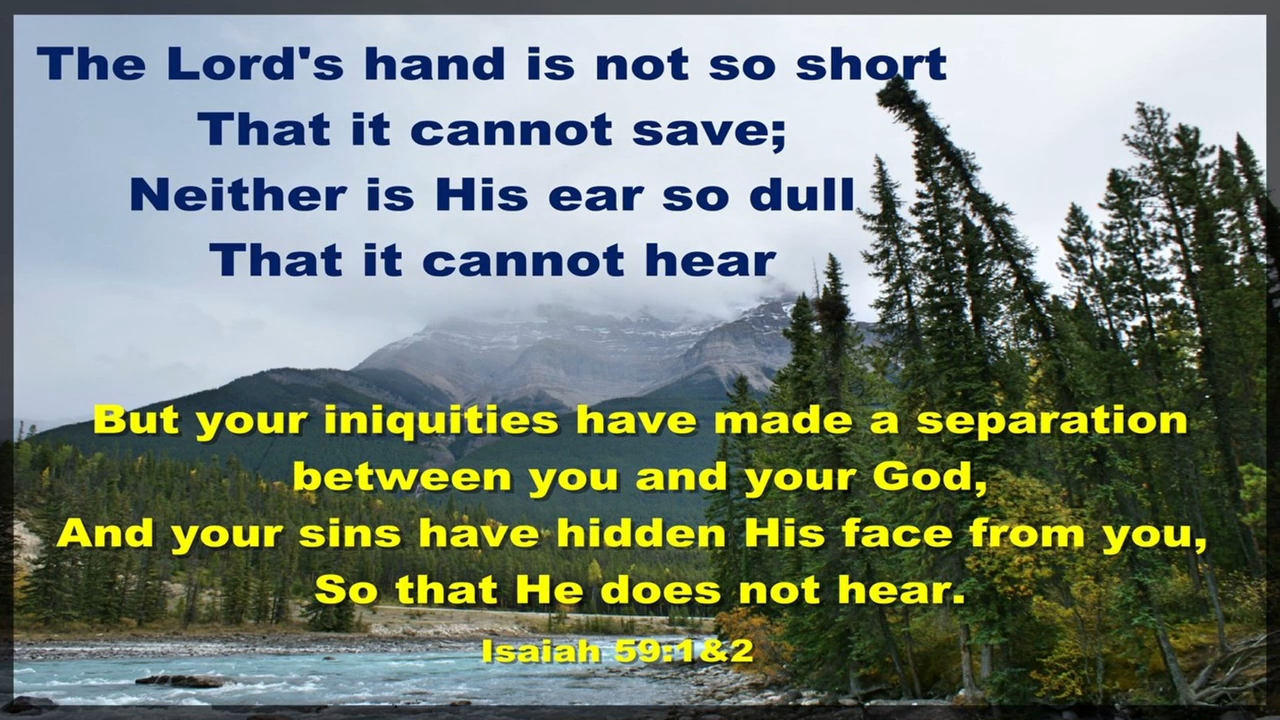 The Lord's hand is not so short
That it cannot save;
Neither is His ear so dull
That it cannot hear
But your iniquities have made a separation
between you and your God,
And your sins have hidden His face from you,
So that He does not hear.
Isaiah 59:1&2